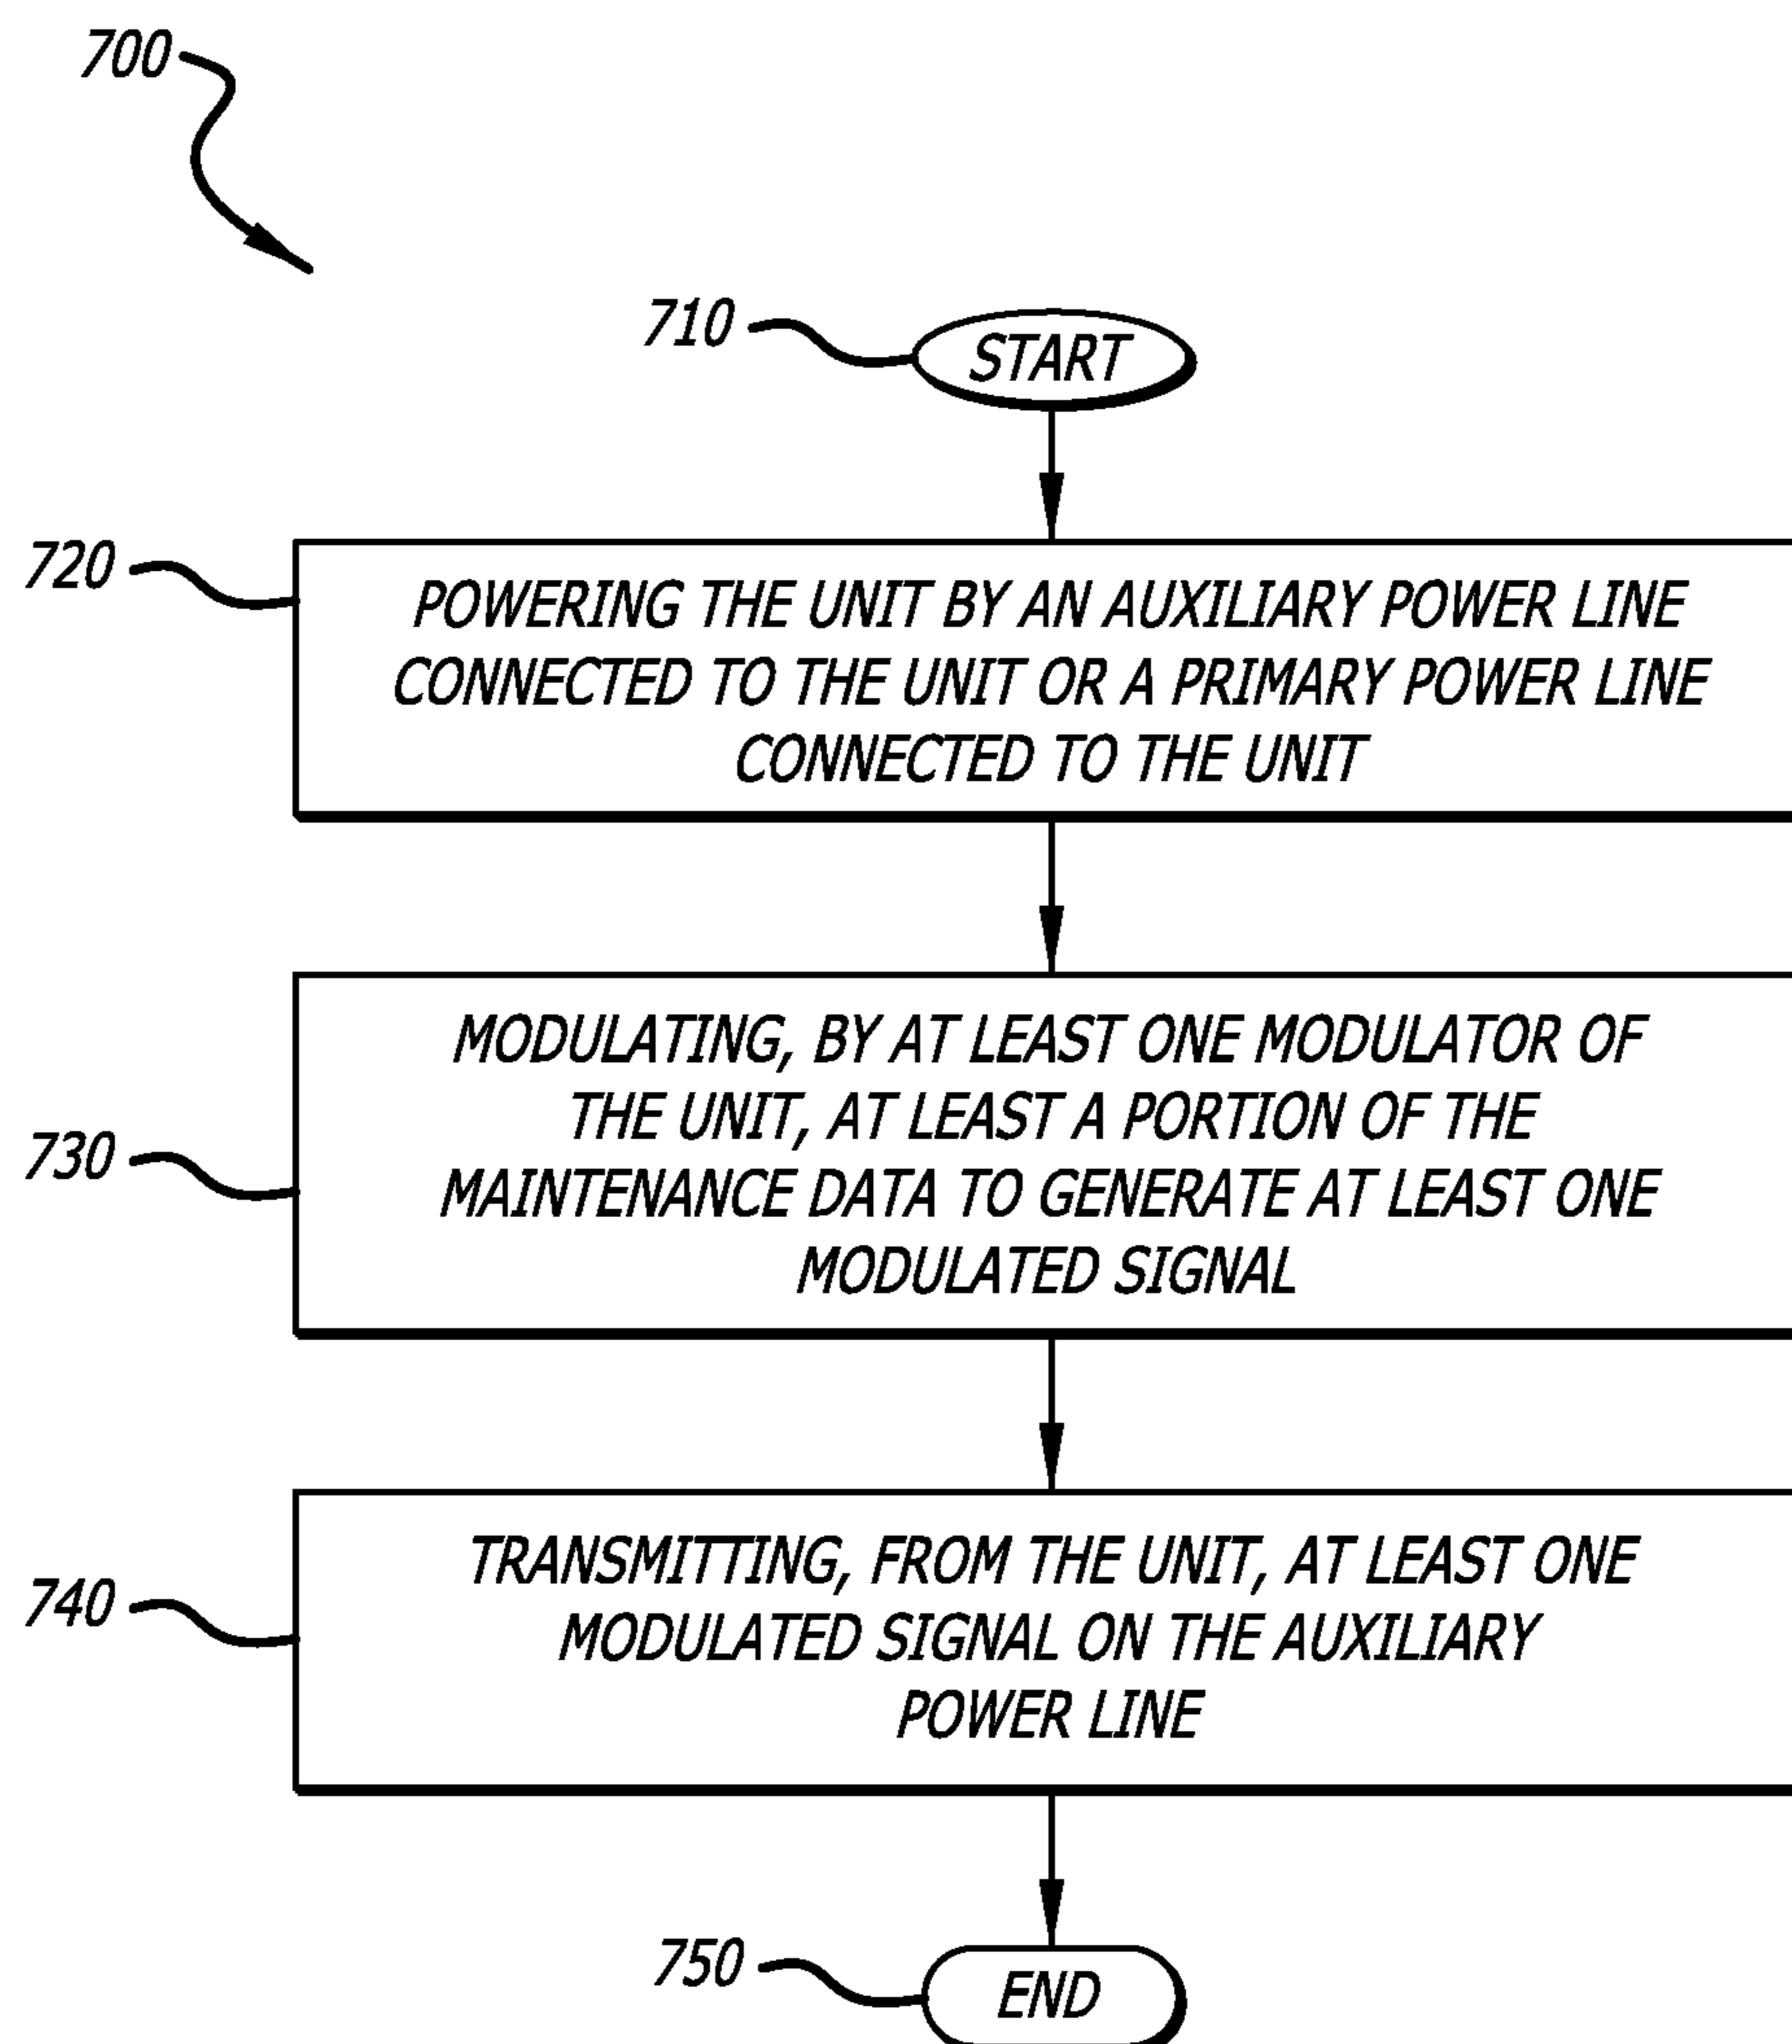 700
710
START
720
POWERING THE UNIT BY AN AUXILIARY POWER LINE
CONNECTED TO THE UNIT OR A PRIMARY POWER LINE
CONNECTED TO THE UNIT
730
MODULATING, BY AT LEAST ONE MODULATOR OF
THE UNIT, AT LEAST A PORTION OF THE
MAINTENANCE DATA TO GENERATE AT LEAST ONE
MODULATED SIGNAL
740
TRANSMITTING, FROM THE UNIT, AT LEAST ONE
MODULATED SIGNAL ON THE AUXILIARY
POWER LINE
750
END